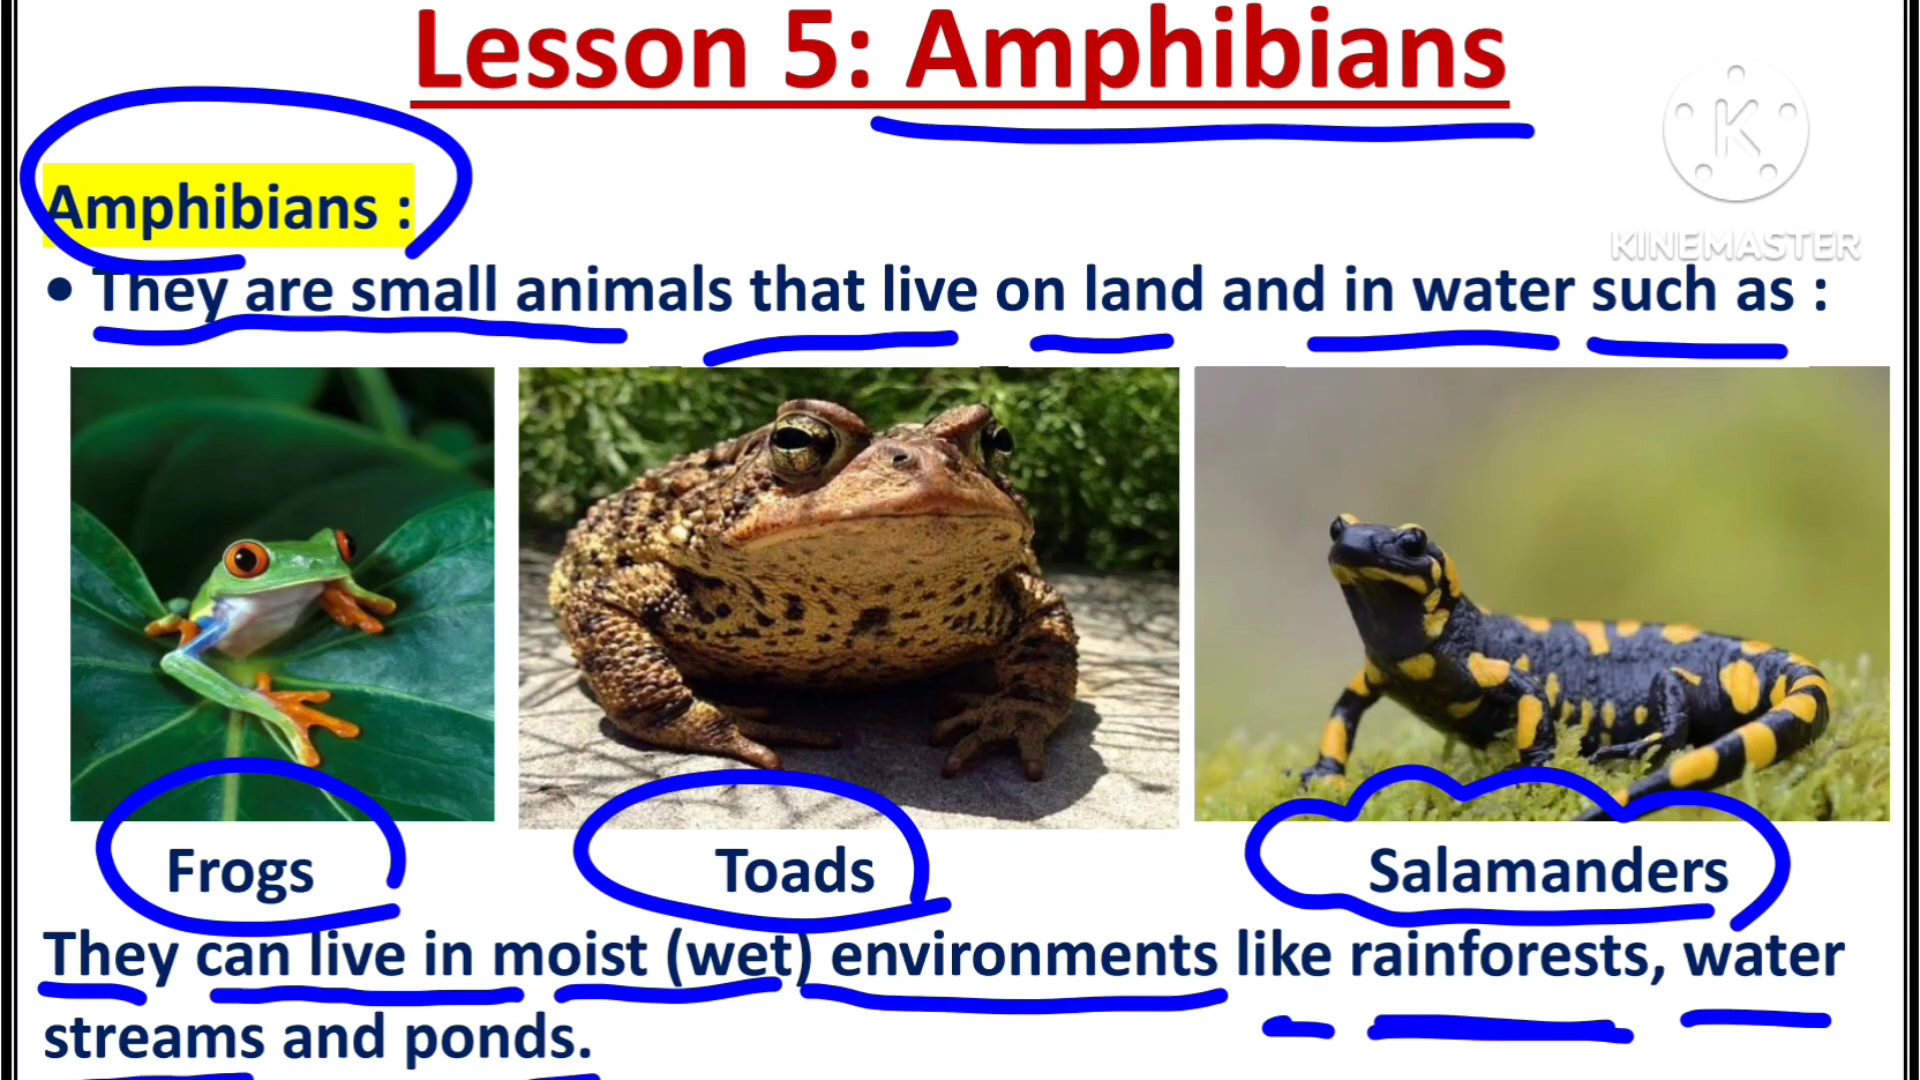 Lesson 5: Amphibians
K
KINEMASTER
Amphibians :
• They are small animals that live on land and in water such as :
Frogs
Toads
Salamanders
They can live in moist (wet) environments like rainforests, water
streams and ponds.